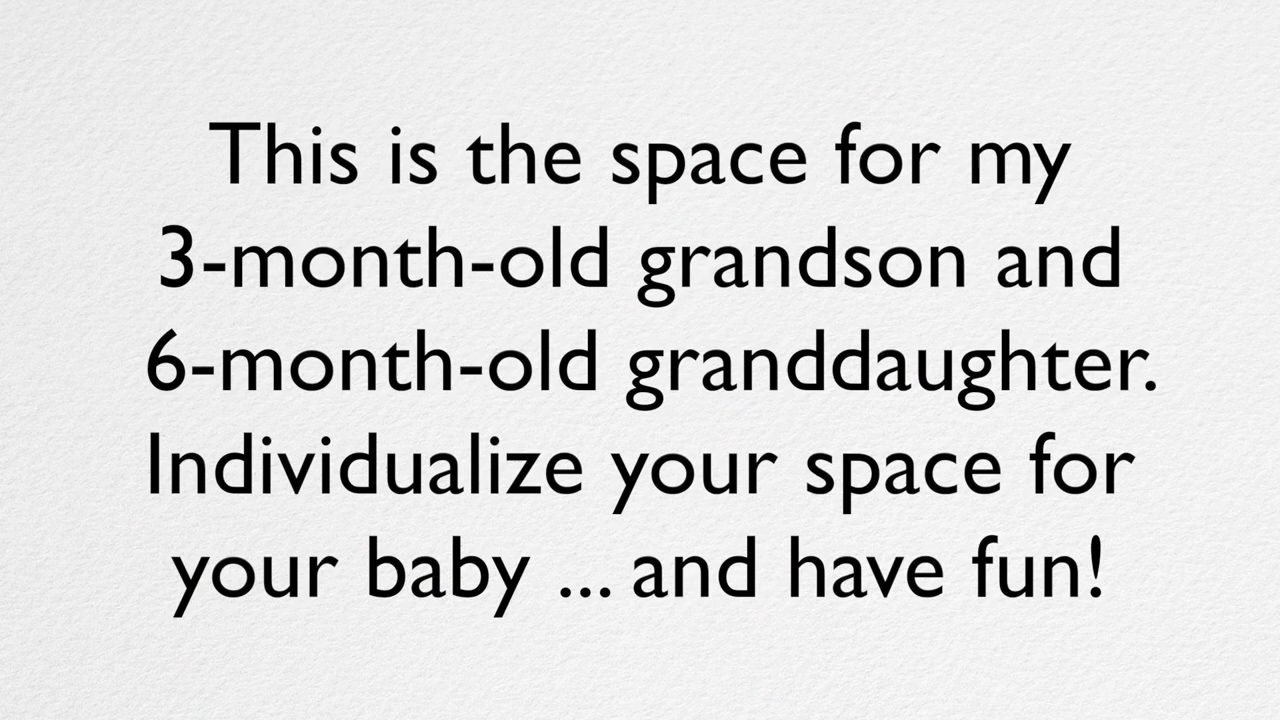 This is the space for my
3-month-old grandson and
6-month-old granddaughter.
Individualize your space for
your baby ... and have fun!